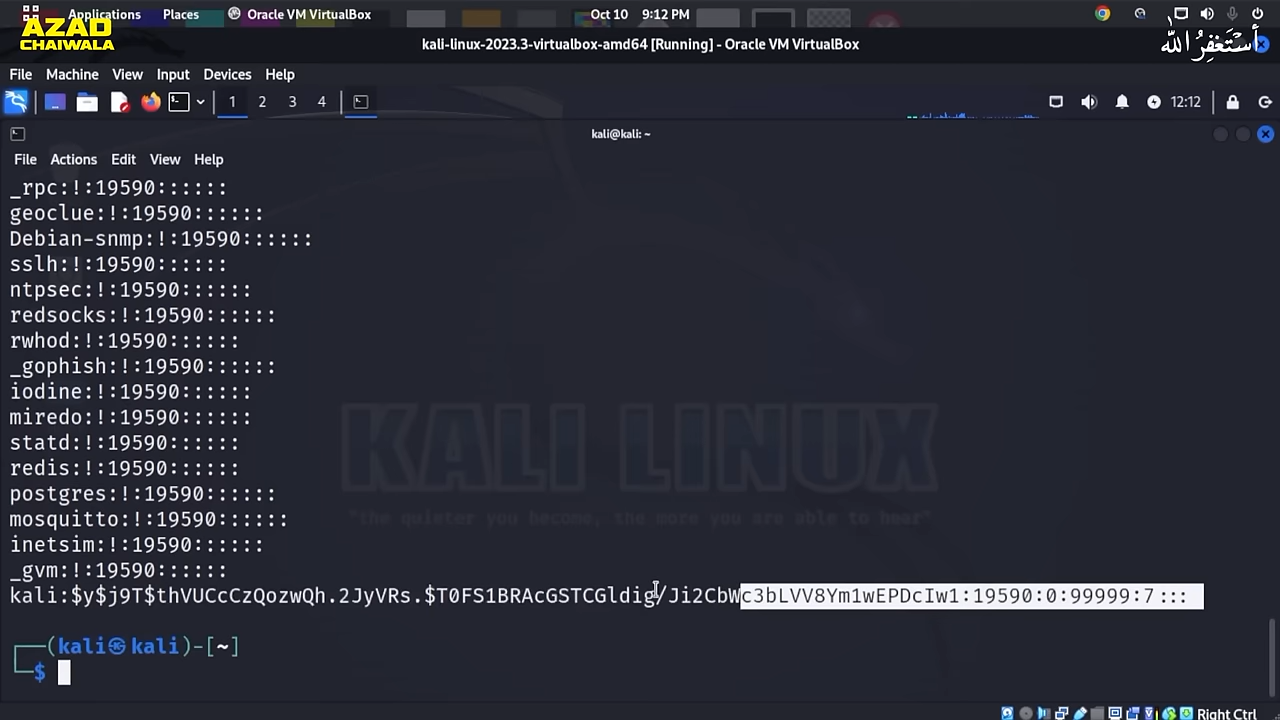 Applications Places Oracle VM VirtualBox Oct 10 9:12 PM
AZAD
CHAIWALA
أستغفر الله
kali-linux-2023.3-virtualbox-amd64 [Running] - Oracle VM VirtualBox
File Machine View Input Devices Help
1 2 3 4 12:12
kali@kali: ~
File Actions Edit View Help
_rpc:!:19590::::::
geoclue:!:19590::::::
Debian-snmp:!:19590::::::
sslh:!:19590::::::
ntpsec:!:19590::::::
redsocks:!:19590::::::
rwhod:!:19590::::::
_gophish:!:19590::::::
iodine:!:19590::::::
miredo:!:19590::::::
statd:!:19590::::::
redis:!:19590::::::
postgres:!:19590::::::
mosquitto:!:19590::::::
inetsim:!:19590::::::
_gvm:!:19590::::::
kali:$y$j9T$thVUCcCzQozwQh.2JyVRs.$T0FS1BRAcGSTCGldig/Ji2CbWc3bLVV8Ym1wEPDcIw1:19590:0:99999:7:::
KALI LINUX
"the quieter you become, the more you are able to hear"
┌──(kali㉿kali)-[~]
└─$
Right Ctrl